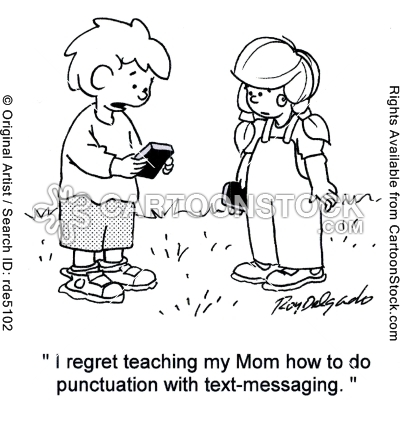 © Original Artist / Search ID: rde5102
Rights Available from CartoonStock.com
CARTOONSTOCK
.COM
Roy Delgado
" I regret teaching my Mom how to do
punctuation with text-messaging. "